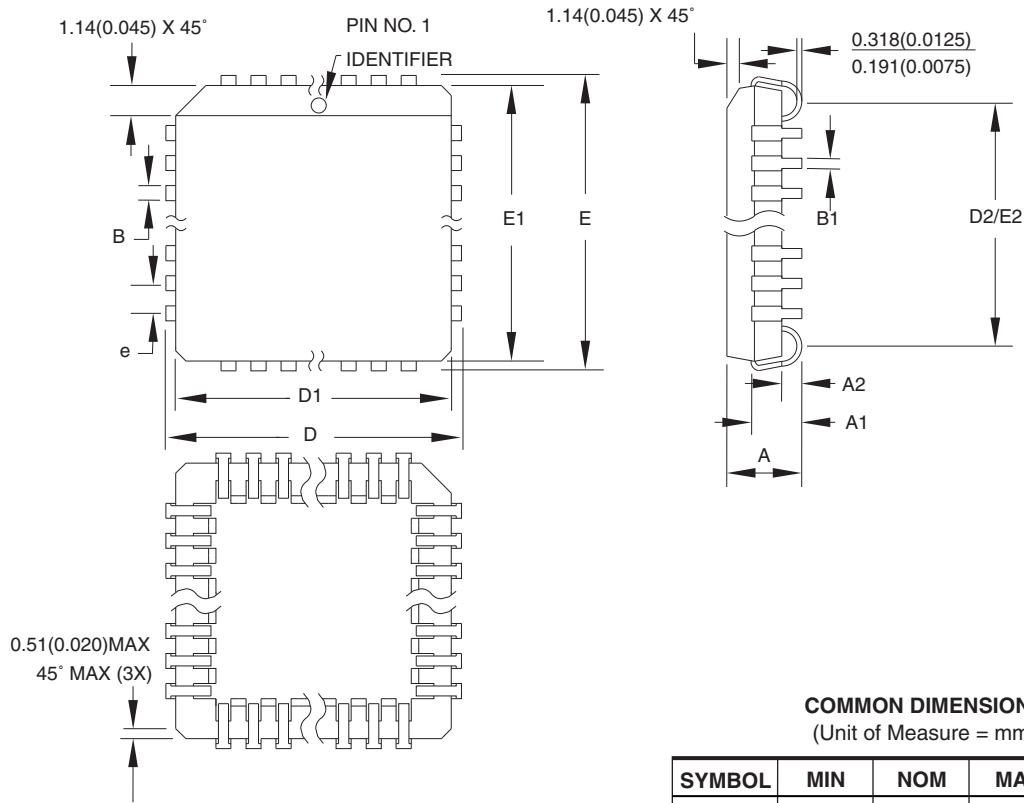 1.14(0.045) X 45˚
PIN NO. 1
IDENTIFIER
1.14(0.045) X 45˚
0.318(0.0125)
0.191(0.0075)
E1
E
B
e
D1
D
B1
D2/E2
A2
A1
A
0.51(0.020)MAX
45˚ MAX (3X)
COMMON DIMENSION
(Unit of Measure = mm
SYMBOL MIN NOM MA